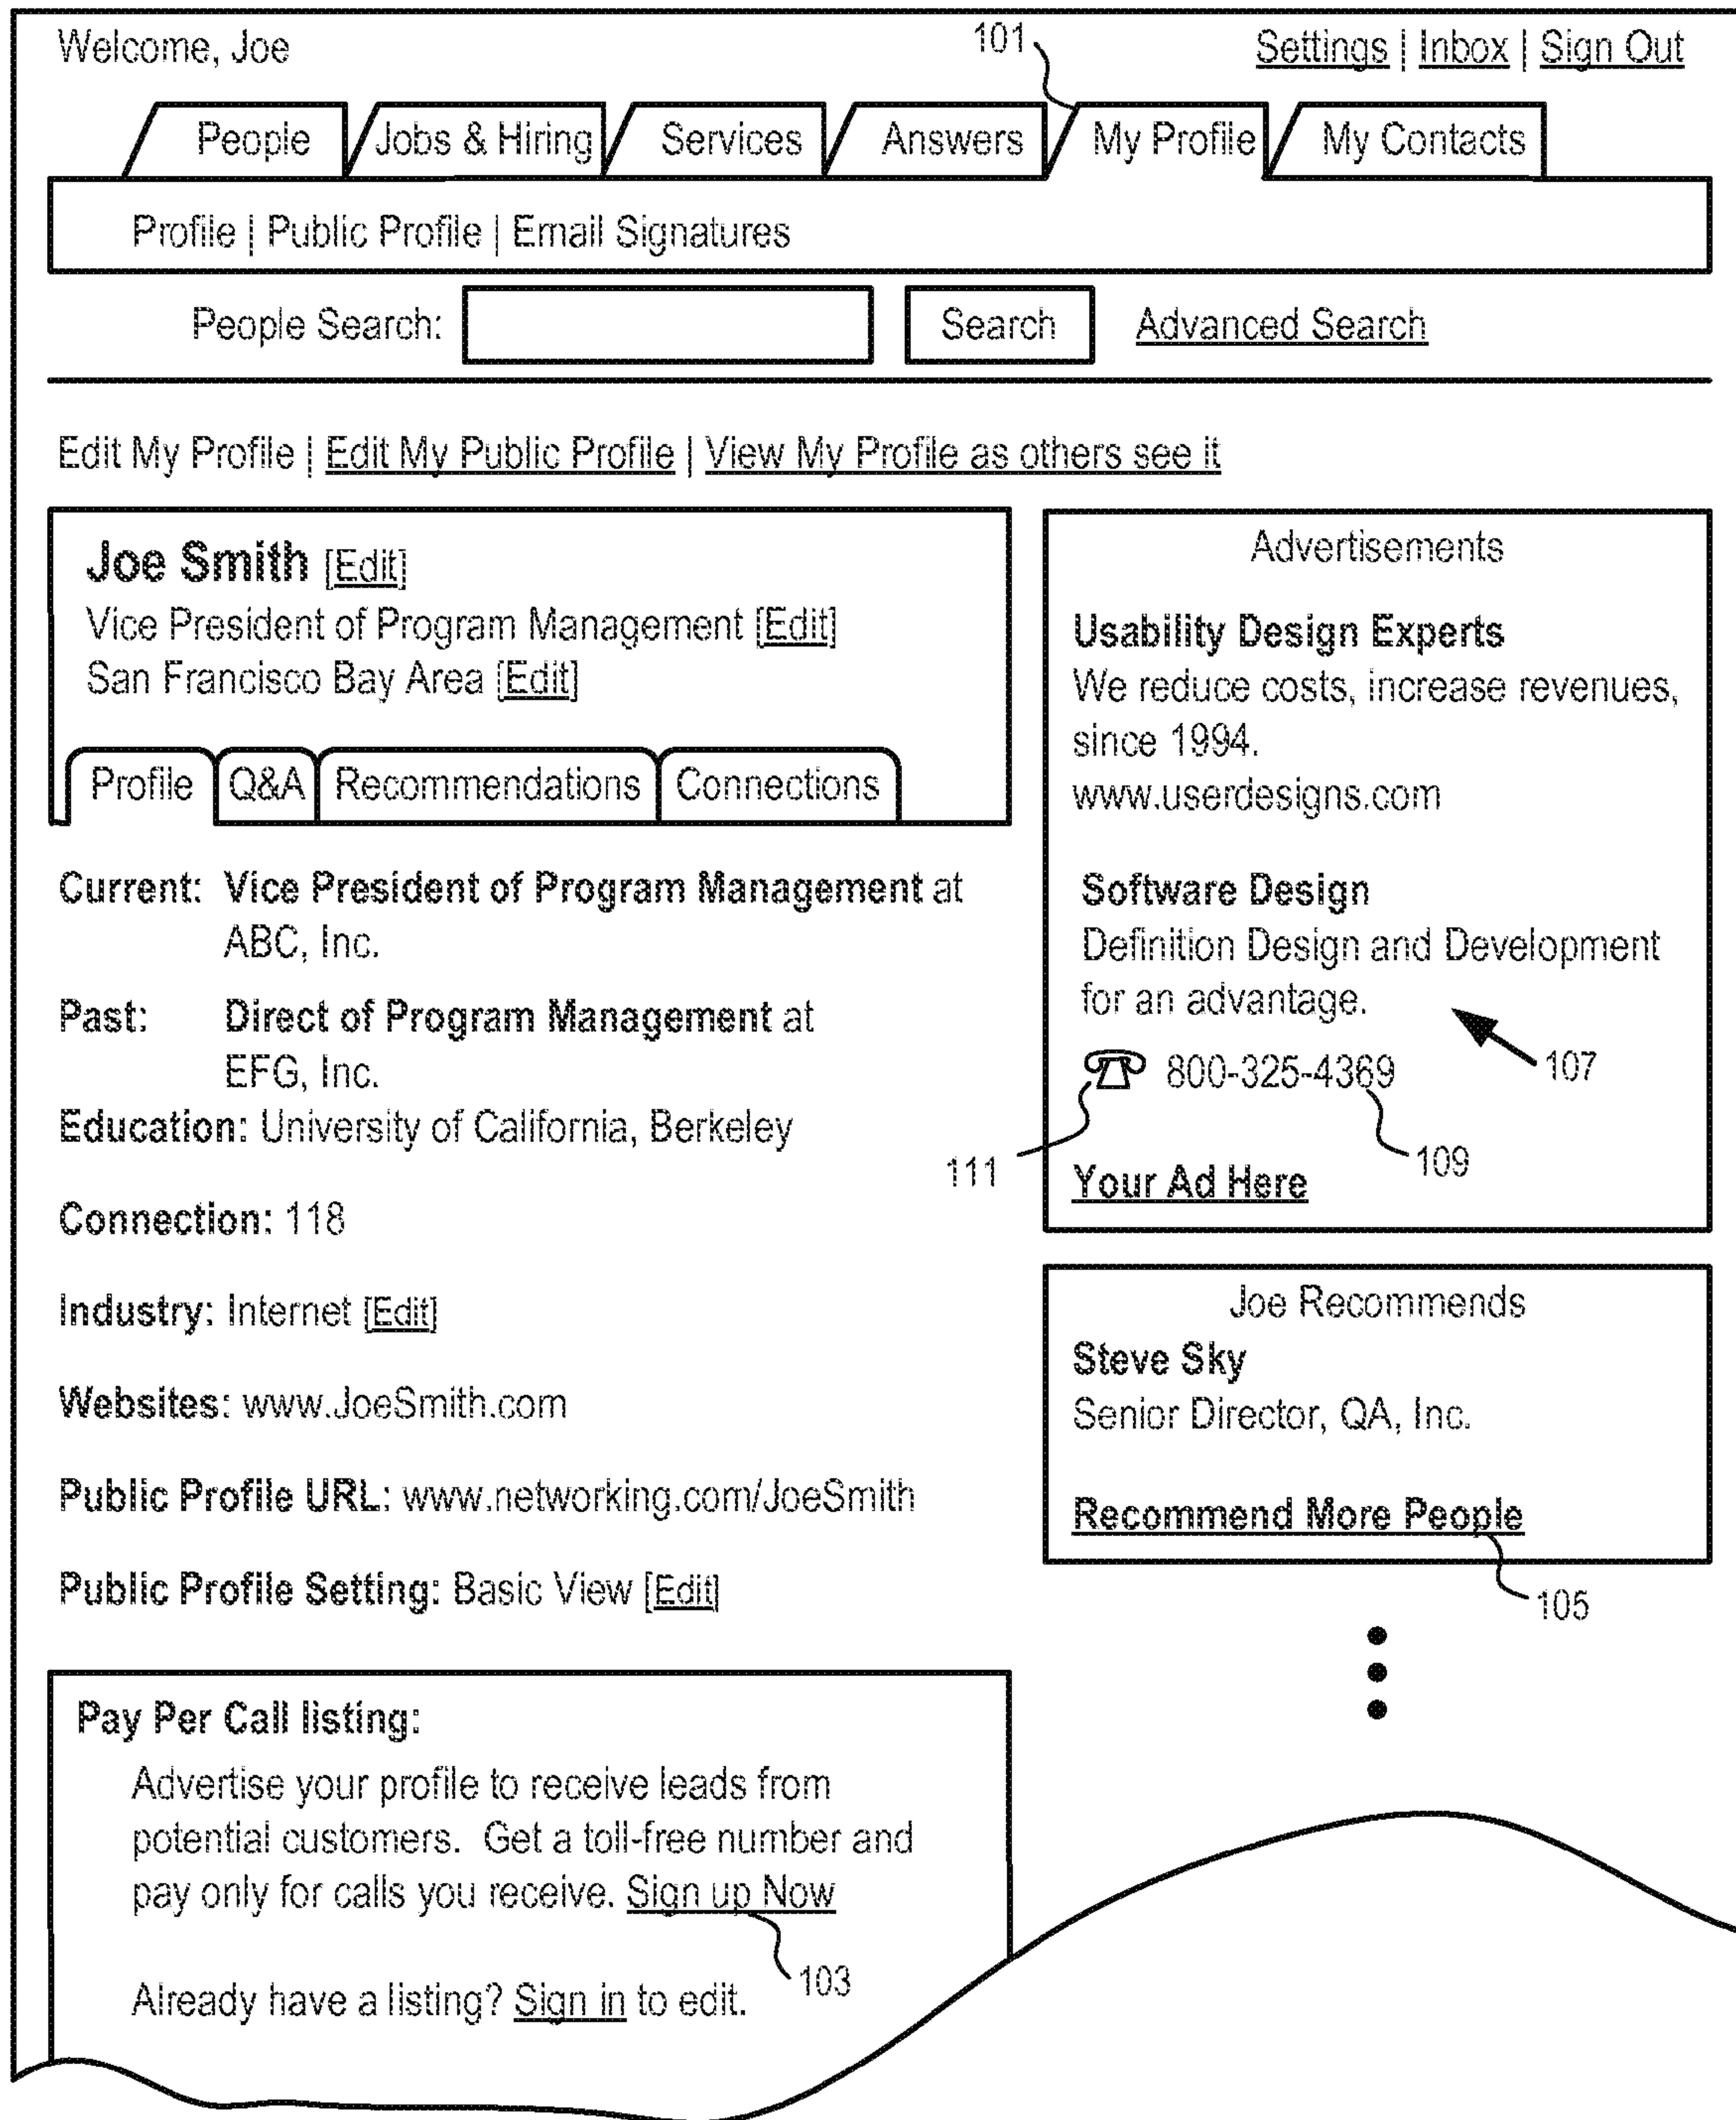 Welcome, Joe
101
Settings | Inbox | Sign Out
People
Jobs & Hiring
Services
Answers
My Profile
My Contacts
Profile | Public Profile | Email Signatures
People Search:
Search
Advanced Search
Edit My Profile | Edit My Public Profile | View My Profile as others see it
Joe Smith [Edit]
Vice President of Program Management [Edit]
San Francisco Bay Area [Edit]
Profile
Q&A
Recommendations
Connections
Current: Vice President of Program Management at
ABC, Inc.
Past: Direct of Program Management at
EFG, Inc.
Education: University of California, Berkeley
Connection: 118
Industry: Internet [Edit]
Websites: www.JoeSmith.com
Public Profile URL: www.networking.com/JoeSmith
Public Profile Setting: Basic View [Edit]
Pay Per Call listing:
Advertise your profile to receive leads from
potential customers. Get a toll-free number and
pay only for calls you receive. Sign up Now
103
Already have a listing? Sign in to edit.
Advertisements
Usability Design Experts
We reduce costs, increase revenues,
since 1994.
www.userdesigns.com
Software Design
Definition Design and Development
for an advantage.
107
800-325-4369
111
109
Your Ad Here
Joe Recommends
Steve Sky
Senior Director, QA, Inc.
Recommend More People
105